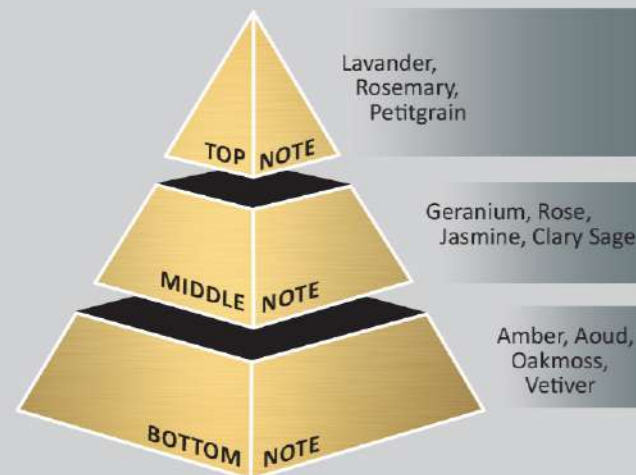 Lavander,
Rosemary,
Petitgrain
TOP NOTE
Geranium, Rose,
Jasmine, Clary Sage
MIDDLE NOTE
Amber, Aoud,
Oakmoss,
Vetiver
BOTTOM NOTE